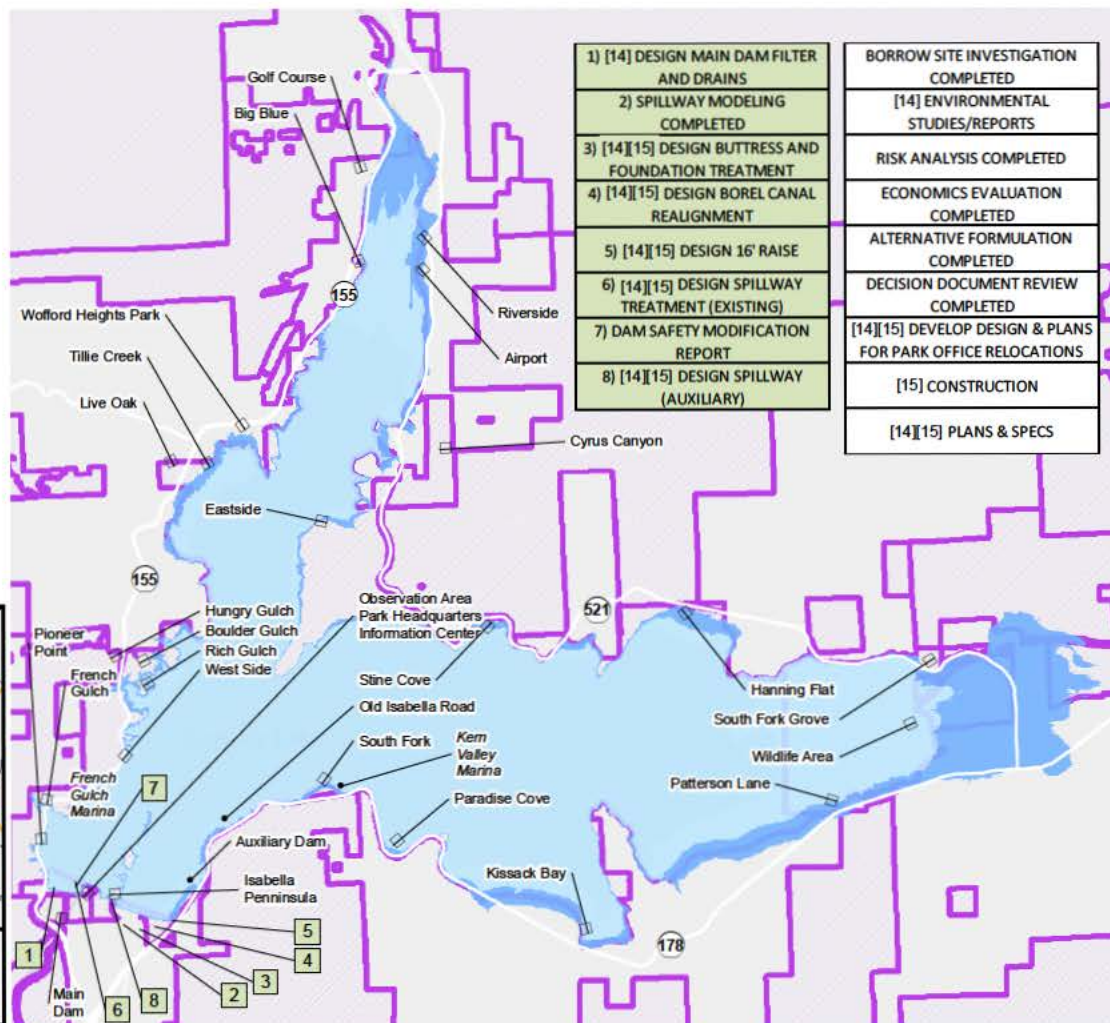 1) [14] DESIGN MAIN DAM FILTER
AND DRAINS
2) SPILLWAY MODELING
COMPLETED
3) [14][15] DESIGN BUTTRESS AND
FOUNDATION TREATMENT
4) [14][15] DESIGN BOREL CANAL
REALIGNMENT
5) [14][15] DESIGN 16' RAISE
6) [14][15] DESIGN SPILLWAY
TREATMENT (EXISTING)
7) DAM SAFETY MODIFICATION
REPORT
8) [14][15] DESIGN SPILLWAY
(AUXILIARY)
BORROW SITE INVESTIGATION
COMPLETED
[14] ENVIRONMENTAL
STUDIES/REPORTS
RISK ANALYSIS COMPLETED
ECONOMICS EVALUATION
COMPLETED
ALTERNATIVE FORMULATION
COMPLETED
DECISION DOCUMENT REVIEW
COMPLETED
[14][15] DEVELOP DESIGN & PLANS
FOR PARK OFFICE RELOCATIONS
[15] CONSTRUCTION
[14][15] PLANS & SPECS
Golf Course
Big Blue
155
Wofford Heights Park
Riverside
Tillie Creek
Airport
Live Oak
Cyrus Canyon
Eastside
155
Observation Area
Park Headquarters
Information Center
521
Hungry Gulch
Boulder Gulch
Rich Gulch
West Side
Pioneer
Point
French
Gulch
Stine Cove
Hanning Flat
South Fork Grove
Old Isabella Road
South Fork
Kern
Valley
Marina
Wildlife Area
French
Gulch
Marina
7
Patterson Lane
Paradise Cove
Auxiliary Dam
Isabella
Penninsula
Kissack Bay
5
4
178
1
3
2
8
6
Main
Dam